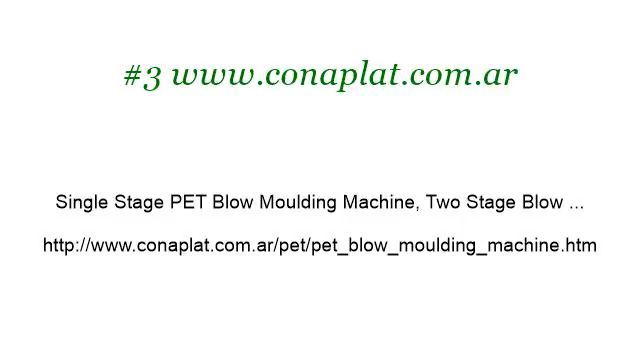 #3 www.conaplat.com.ar
Single Stage PET Blow Moulding Machine, Two Stage Blow ...
http://www.conaplat.com.ar/pet/pet_blow_moulding_machine.htm